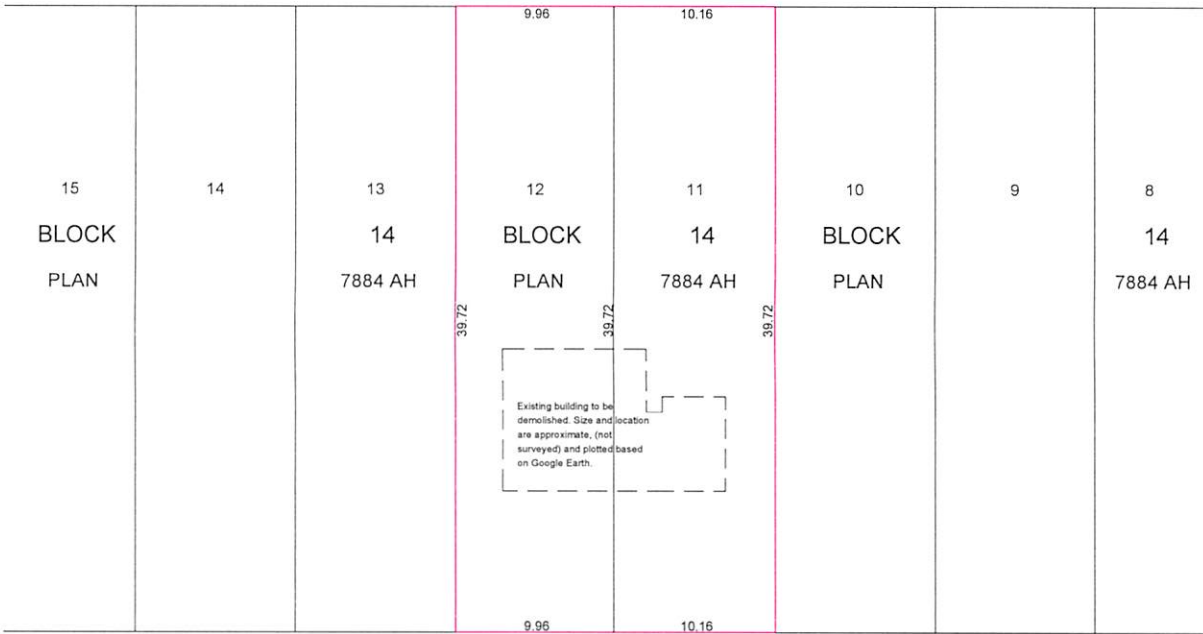 9.96 10.16
15 14 13 12 11 10 9 8
BLOCK 14 BLOCK 14 BLOCK 14
PLAN 7884 AH PLAN 7884 AH PLAN 7884 AH
39.72 39.72 39.72
Existing building to be
demolished. Size and location
are approximate, (not
surveyed) and plotted based
on Google Earth.
9.96 10.16